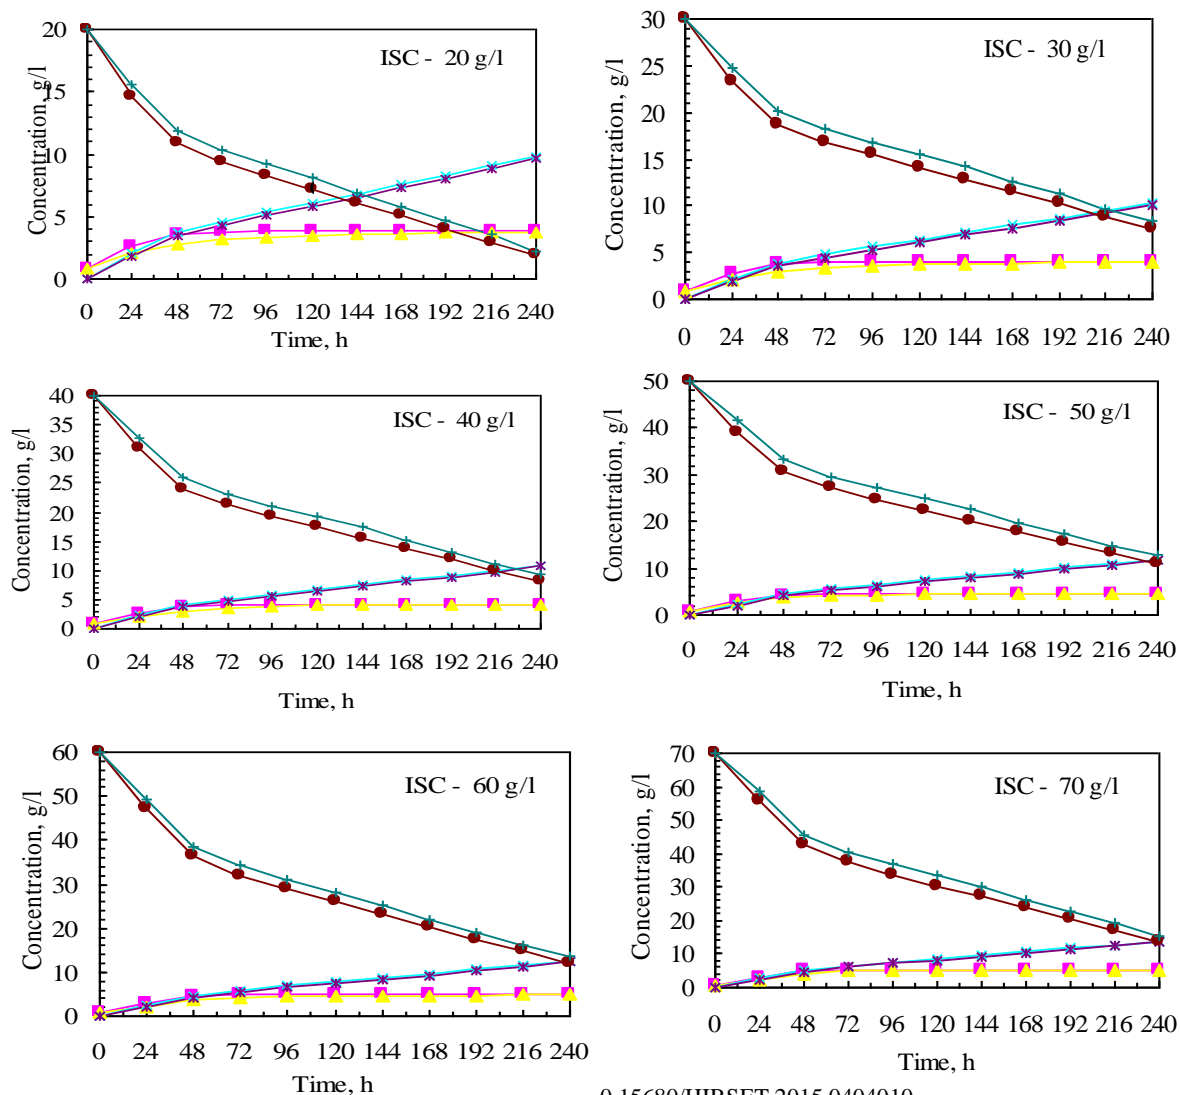 ISC - 20 g/l
Concentration, g/l
20
15
10
5
0
0 24 48 72 96 120 144 168 192 216 240
Time, h
ISC - 30 g/l
Concentration, g/l
30
25
20
15
10
5
0
0 24 48 72 96 120 144 168 192 216 240
ISC - 40 g/l
Concentration, g/l
40
35
30
25
20
15
10
5
0
0 24 48 72 96 120 144 168 192 216 240
Time, h
ISC - 50 g/l
Concentration, g/l
50
40
30
20
10
0
0 24 48 72 96 120 144 168 192 216 240
Time, h
ISC - 60 g/l
Concentration, g/l
60
50
40
30
20
10
0
0 24 48 72 96 120 144 168 192 216 240
Time, h
ISC - 70 g/l
Concentration, g/l
70
60
50
40
30
20
10
0
0 24 48 72 96 120 144 168 192 216 240
Time, h